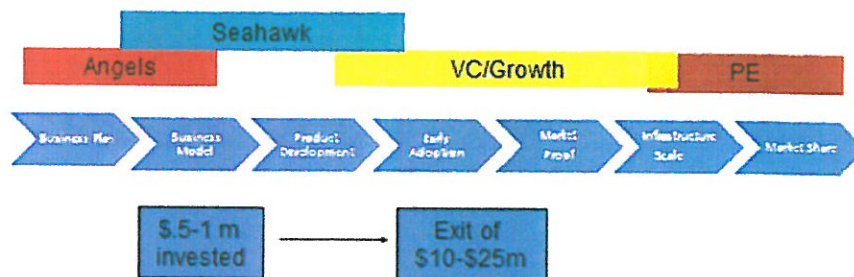 Seahawk
Angels
VC/Growth
PE
Business Plan
Business
Model
Product
Development
Early
Adoption
Market
Proof
Infrastructure
Scale
Market Share
$.5-1 m
invested
Exit of
$10-$25m